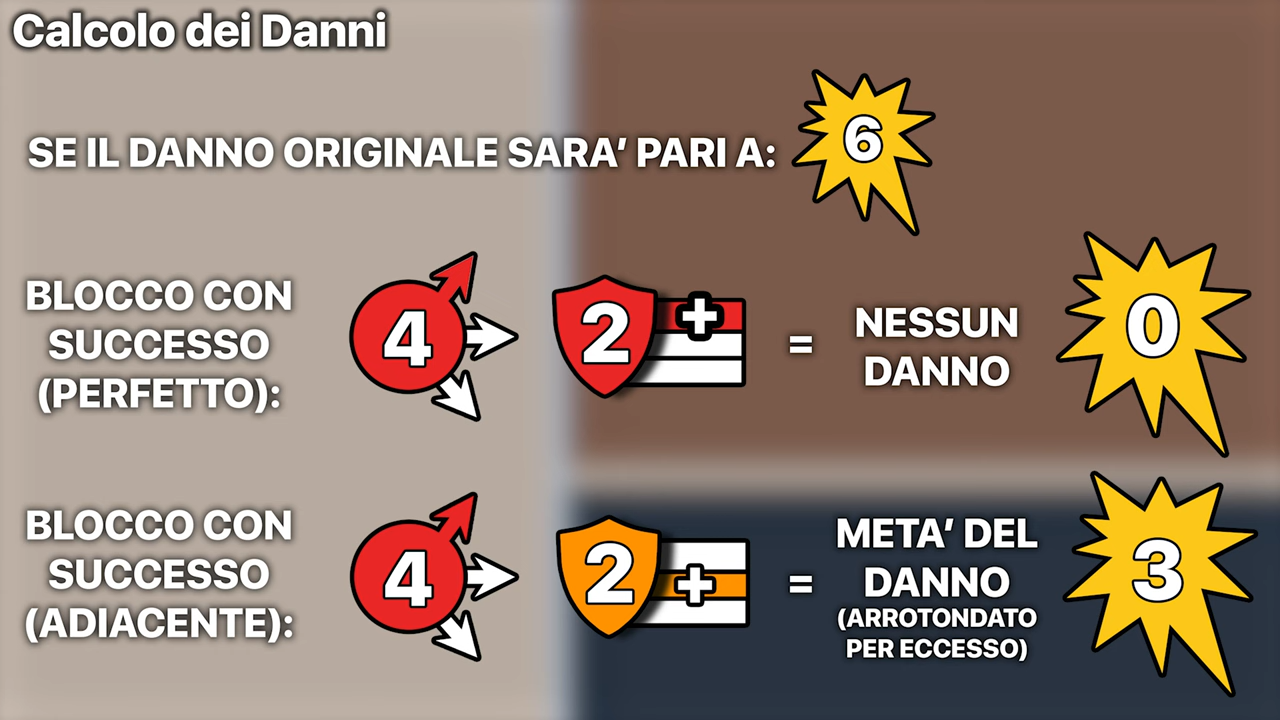 Calcolo dei Danni
SE IL DANNO ORIGINALE SARA' PARI A:
6
BLOCCO CON
SUCCESSO
(PERFETTO):
4
2
+
=
NESSUN
DANNO
0
BLOCCO CON
SUCCESSO
(ADIACENTE):
4
2
+
=
META' DEL
DANNO
(ARROTONDATO
PER ECCESSO)
3